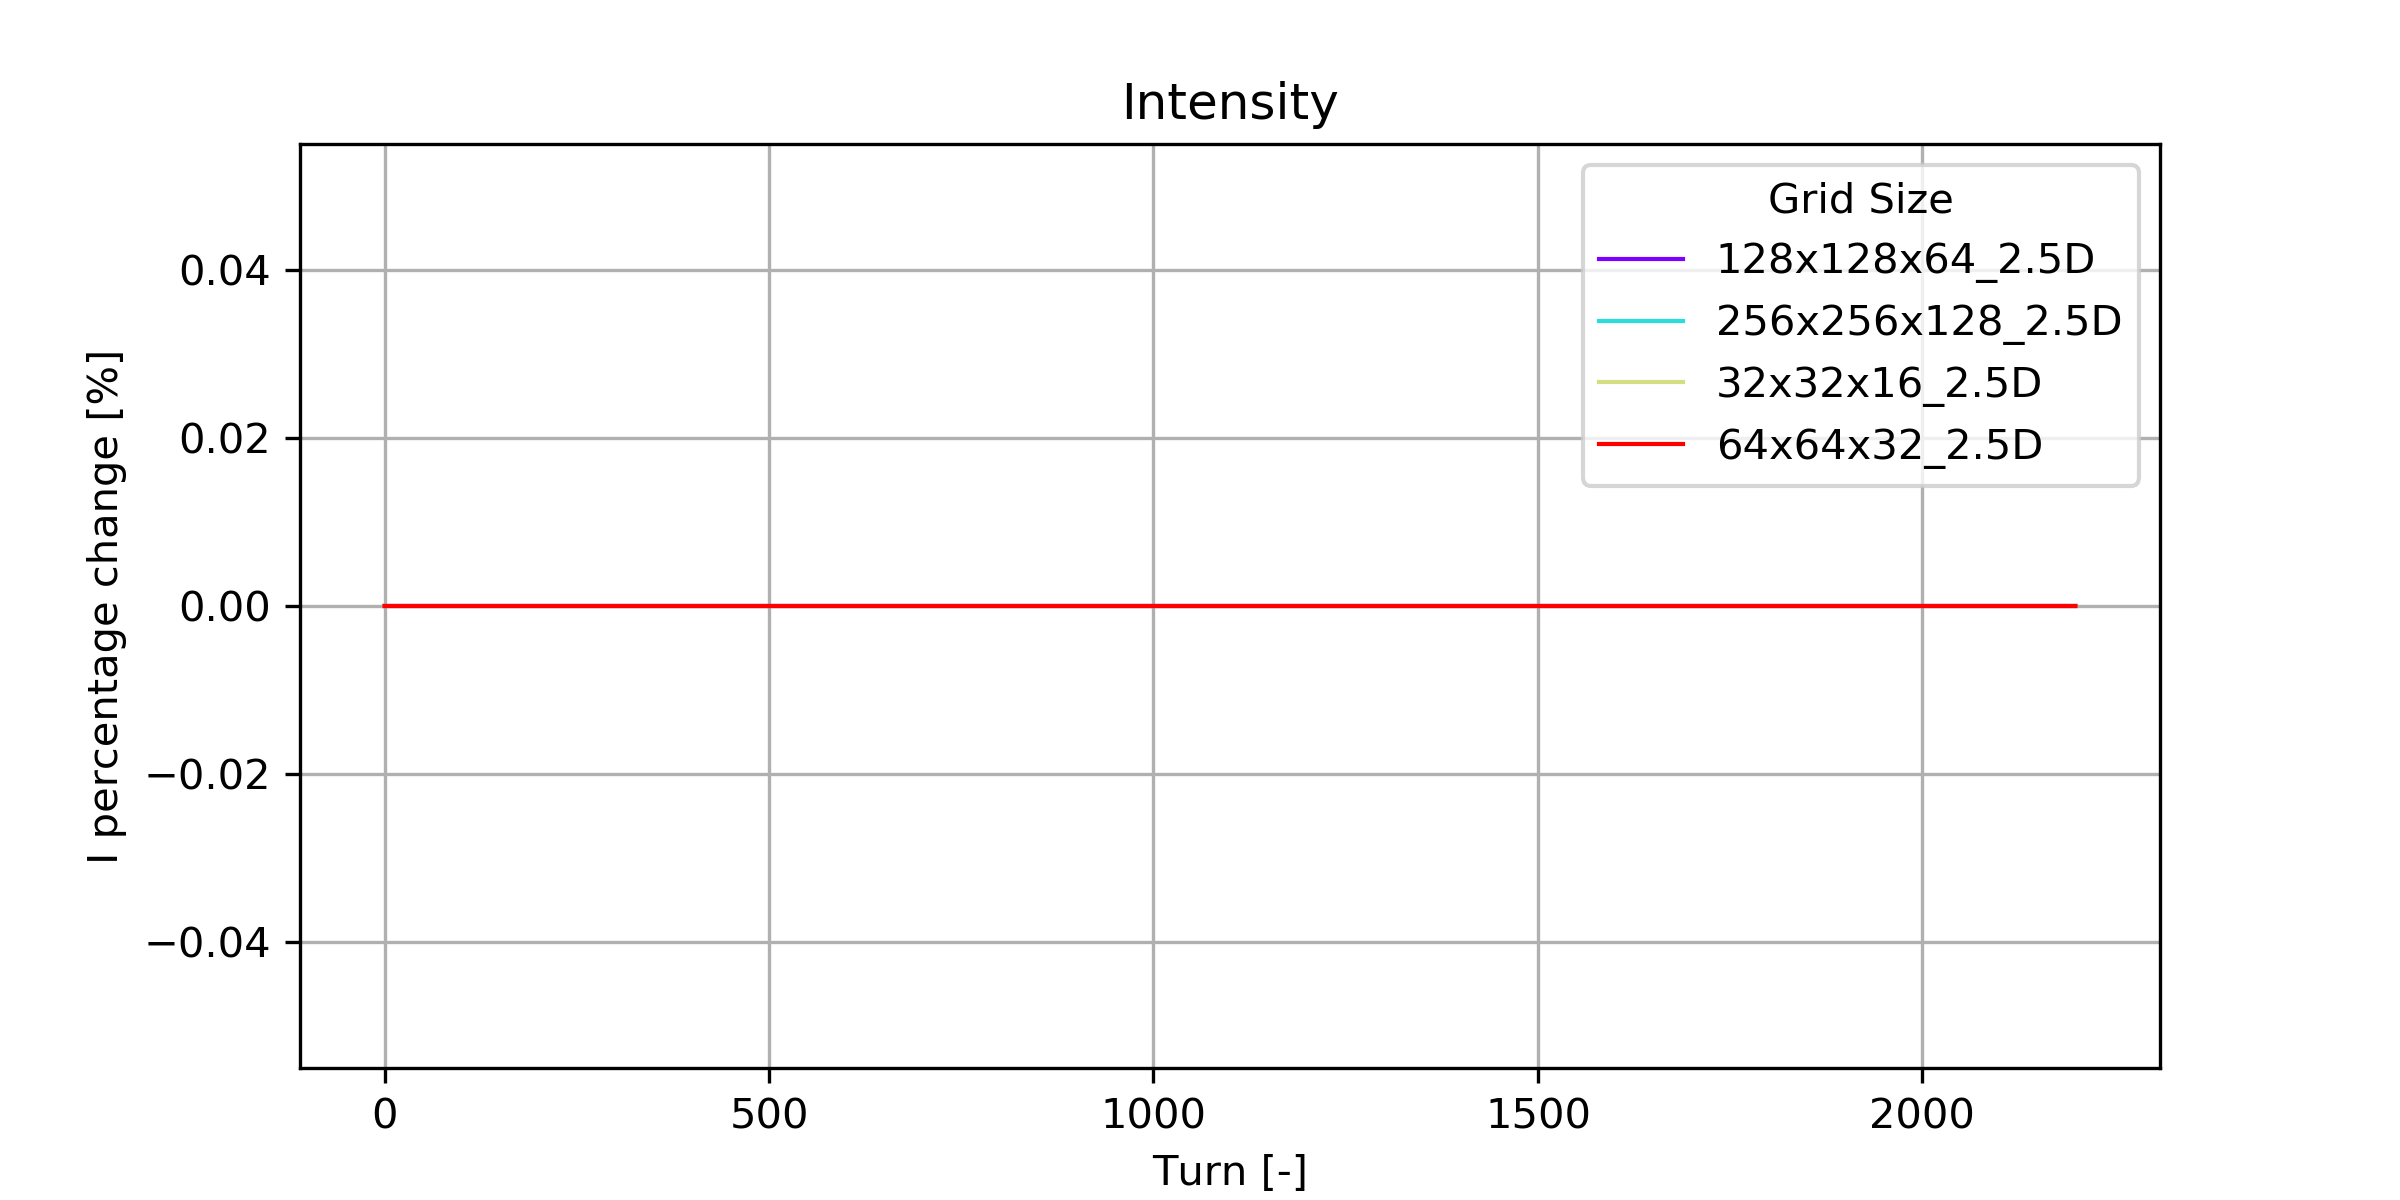 Intensity
Grid Size
128x128x64_2.5D
256x256x128_2.5D
32x32x16_2.5D
64x64x32_2.5D
I percentage change [%]
0.04
0.02
0.00
−0.02
−0.04
0 500 1000 1500 2000
Turn [-]